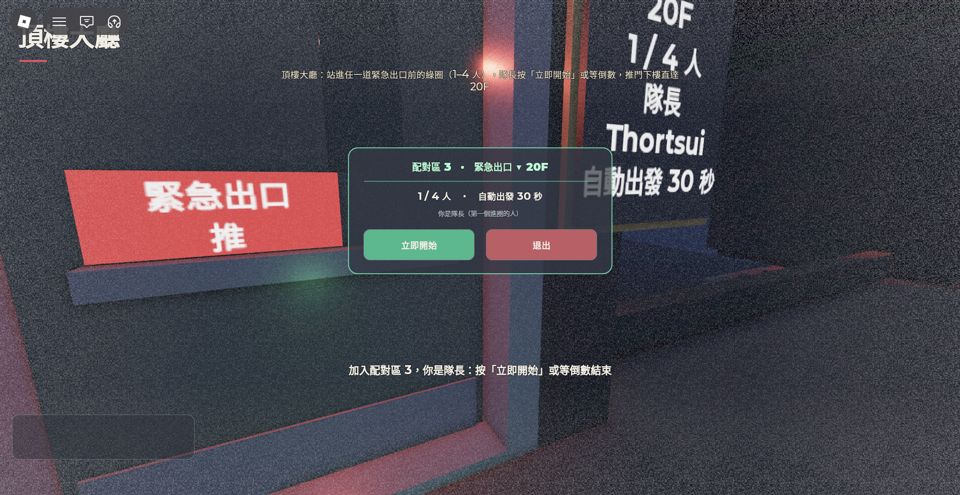 頂樓大廳
頂樓大廳：站進任一道緊急出口前的綠圈（1–4 人），隊長按「立即開始」或等倒數，推門下樓直達
20F
20F
1 / 4 人
隊長
Thortsui
自動出發 30 秒
緊急出口
推
配對區 3 • 緊急出口 ▼ 20F
1 / 4 人 • 自動出發 30 秒
你是隊長（第一個進圈的人）
立即開始
退出
加入配對區 3，你是隊長：按「立即開始」或等倒數結束